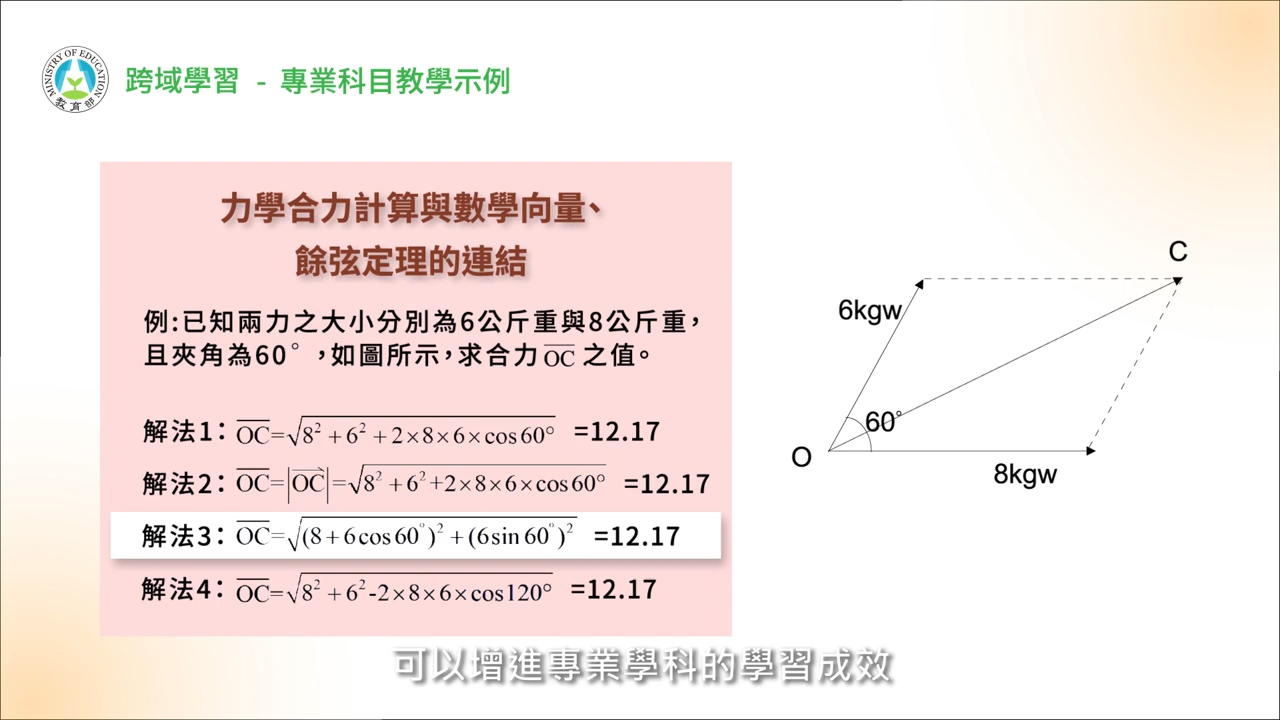 MINISTRY OF EDUCATION
教育部
跨域學習 - 專業科目教學示例
力學合力計算與數學向量、
餘弦定理的連結
例:已知兩力之大小分別為6公斤重與8公斤重，
且夾角為60°，如圖所示，求合力 O̅C̅ 之值。
解法1： O̅C̅=√(8²+6²+2×8×6×cos60°) =12.17
解法2： O̅C̅=|OC⃗|=√(8²+6²+2×8×6×cos60°) =12.17
解法3： O̅C̅=√((8+6cos60°)²+(6sin60°)²) =12.17
解法4： O̅C̅=√(8²+6²-2×8×6×cos120°) =12.17
C
6kgw
60°
O
8kgw
可以增進專業學科的學習成效